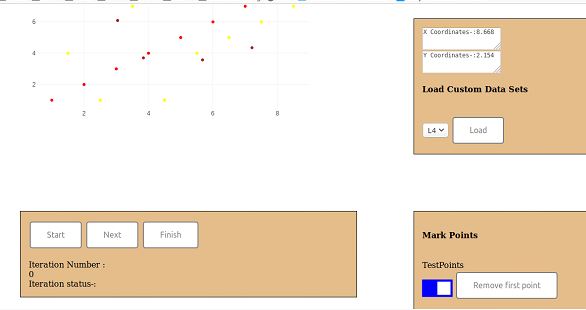 6
4
2
2
4
6
8
X Coordinates-:8.668
Y Coordinates-:2.154
Load Custom Data Sets
L4
Load
Start
Next
Finish
Iteration Number :
0
Iteration status-:
Mark Points
TestPoints
Remove first point